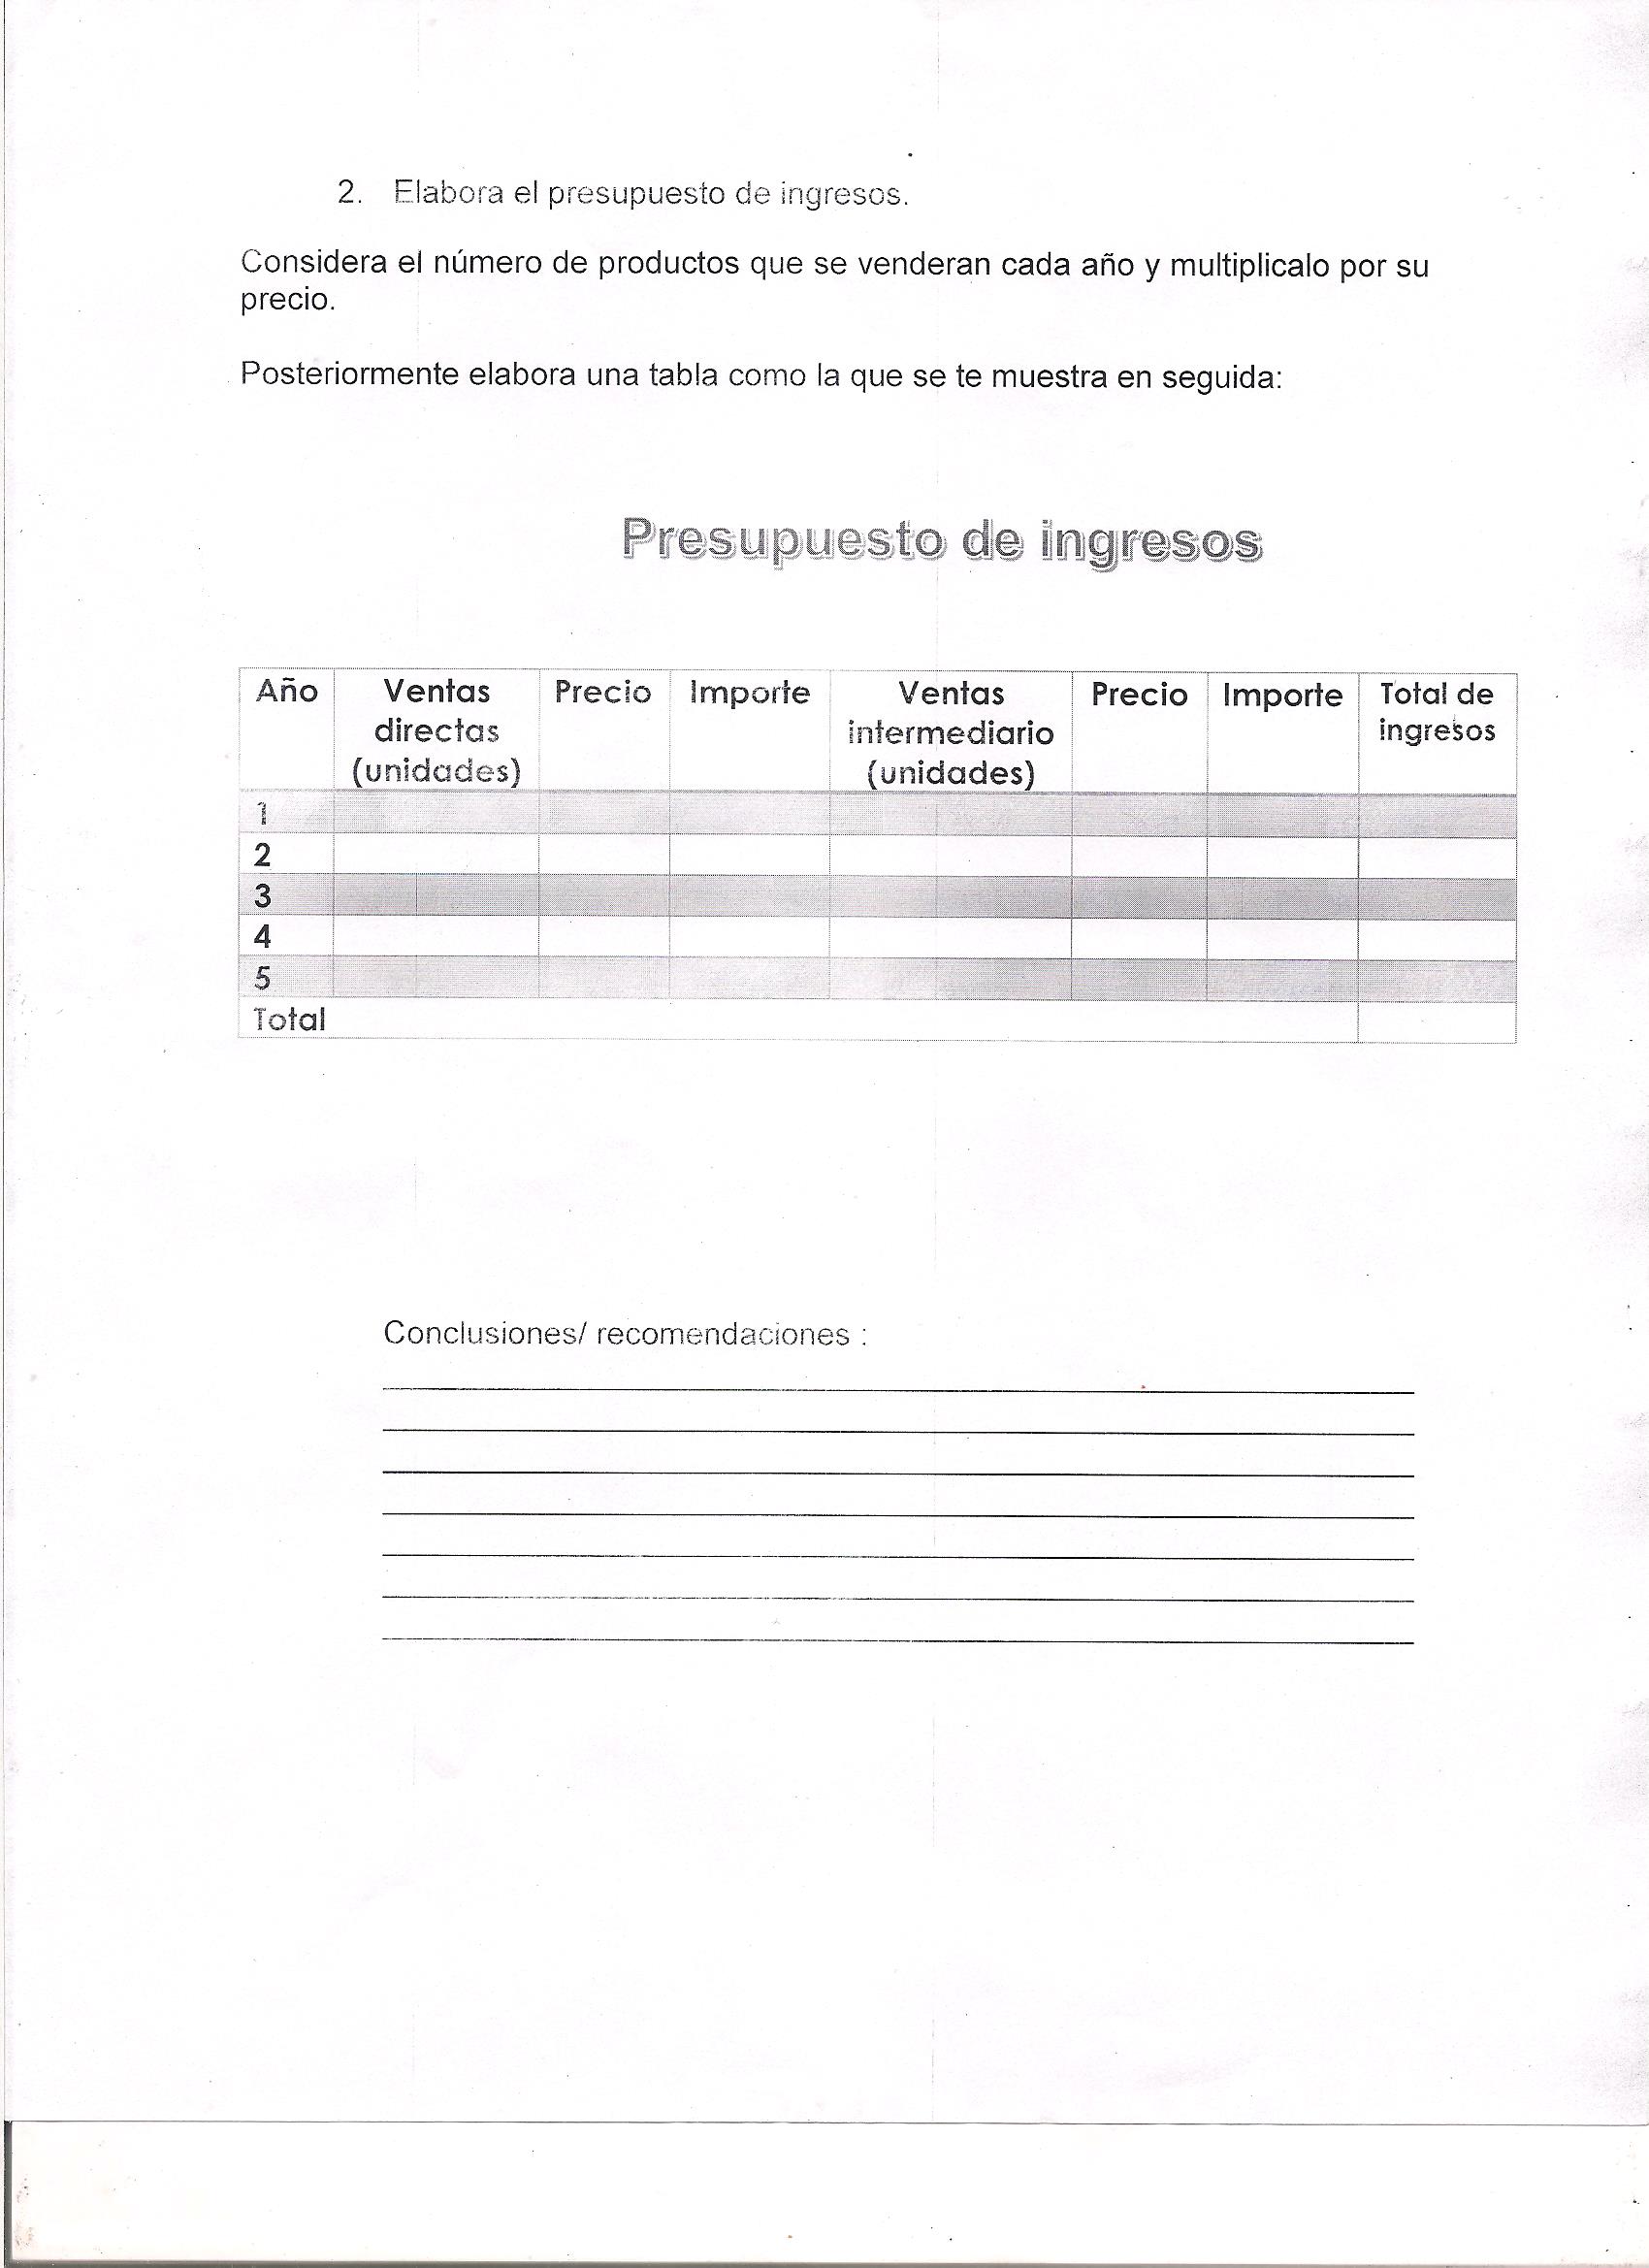 2. Elabora el presupuesto de ingresos.
Considera el número de productos que se venderan cada año y multiplicalo por su
precio.
Posteriormente elabora una tabla como la que se te muestra en seguida:
Presupuesto de ingresos
Año Ventas directas (unidades) Precio Importe Ventas intermediario (unidades) Precio Importe Total de ingresos
1
2
3
4
5
Total
Conclusiones/ recomendaciones :